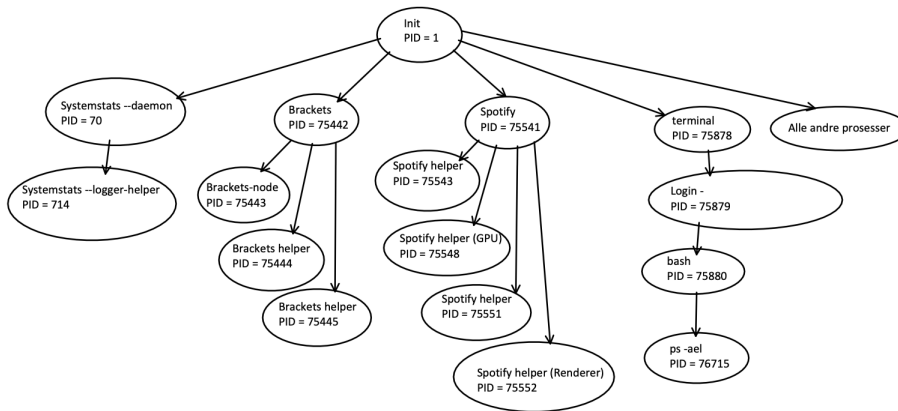 Init
PID = 1
Systemstats --daemon
PID = 70
Brackets
PID = 75442
Spotify
PID = 75541
terminal
PID = 75878
Alle andre prosesser
Systemstats --logger-helper
PID = 714
Brackets-node
PID = 75443
Spotify helper
PID = 75543
Login -
PID = 75879
Brackets helper
PID = 75444
Spotify helper (GPU)
PID = 75548
bash
PID = 75880
Brackets helper
PID = 75445
Spotify helper
PID = 75551
ps -ael
PID = 76715
Spotify helper (Renderer)
PID = 75552